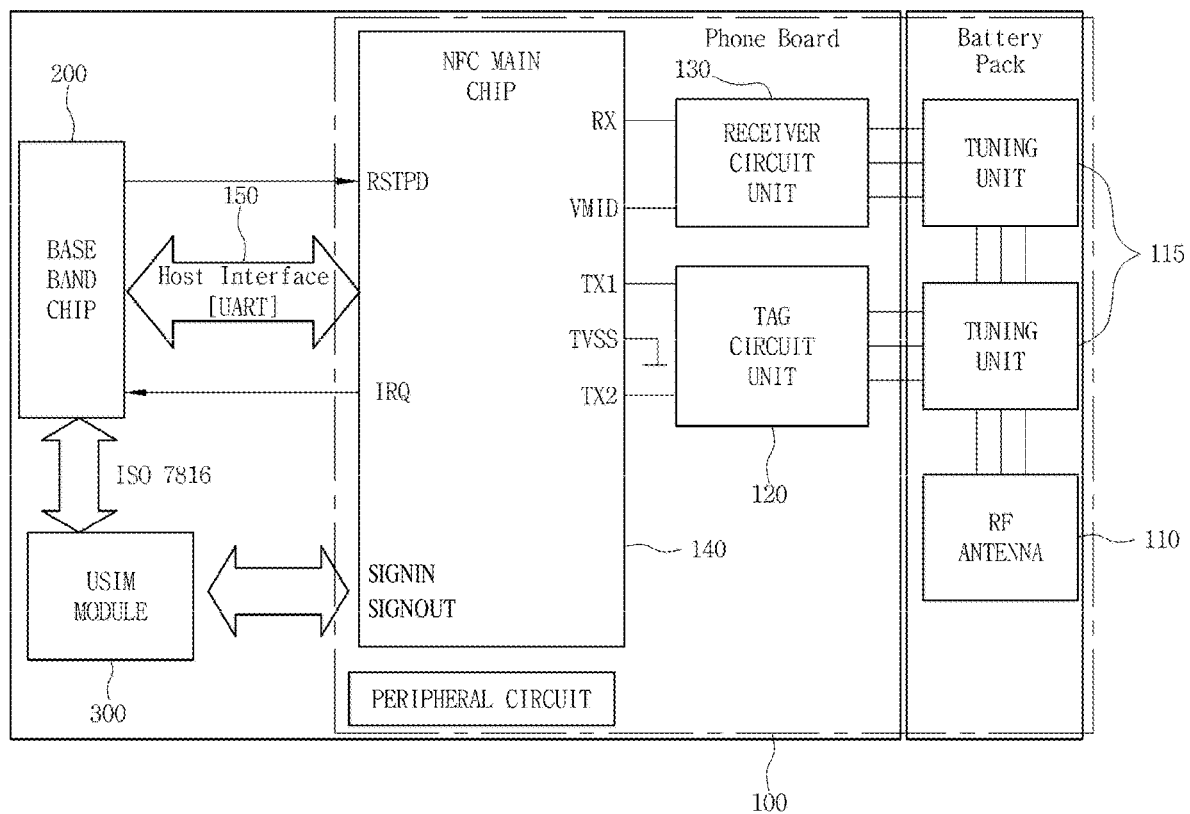 Phone Board
Battery
Pack
NFC MAIN
CHIP
200
130
RX
RECEIVER
CIRCUIT
UNIT
TUNING
UNIT
RSTPD
150
VMID
BASE
BAND
CHIP
Host Interface
[UART]
TX1
TVSS
TX2
TAG
CIRCUIT
UNIT
TUNING
UNIT
115
IRQ
ISO 7816
120
140
RF
ANTENNA
110
USIM
MODULE
SIGNIN
SIGNOUT
300
PERIPHERAL CIRCUIT
100